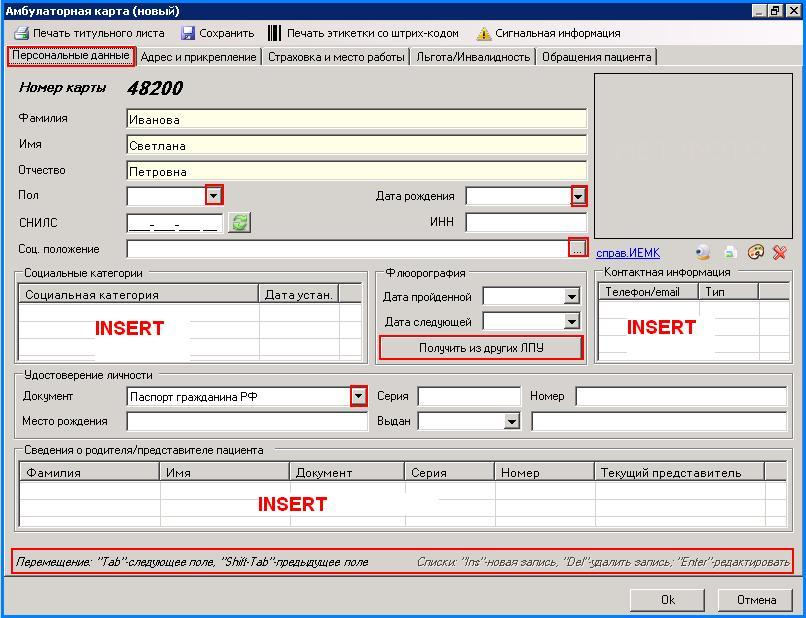 Амбулаторная карта (новый)
Печать титульного листа Сохранить Печать этикетки со штрих-кодом Сигнальная информация
Персональные данные Адрес и прикрепление Страховка и место работы Льгота/Инвалидность Обращения пациента
Номер карты 48200
Фамилия Иванова
Имя Светлана
Отчество Петровна
Пол Дата рождения
СНИЛС ___-___-___ __ ИНН
Соц. положение ...
справ.ИЕМК
Социальные категории Флюорография Контактная информация
Социальная категория Дата устан. Дата пройденной Телефон/email Тип
INSERT Дата следующей INSERT
Получить из других ЛПУ
Удостоверение личности
Документ Паспорт гражданина РФ Серия Номер
Место рождения Выдан
Сведения о родителя/представителе пациента
Фамилия Имя Документ Серия Номер Текущий представитель
INSERT
Перемещение: "Tab"-следующее поле, "Shift-Tab"-предыдущее поле Списки: "Ins"-новая запись, "Del"-удалить запись; "Enter"-редактировать
Ok Отмена